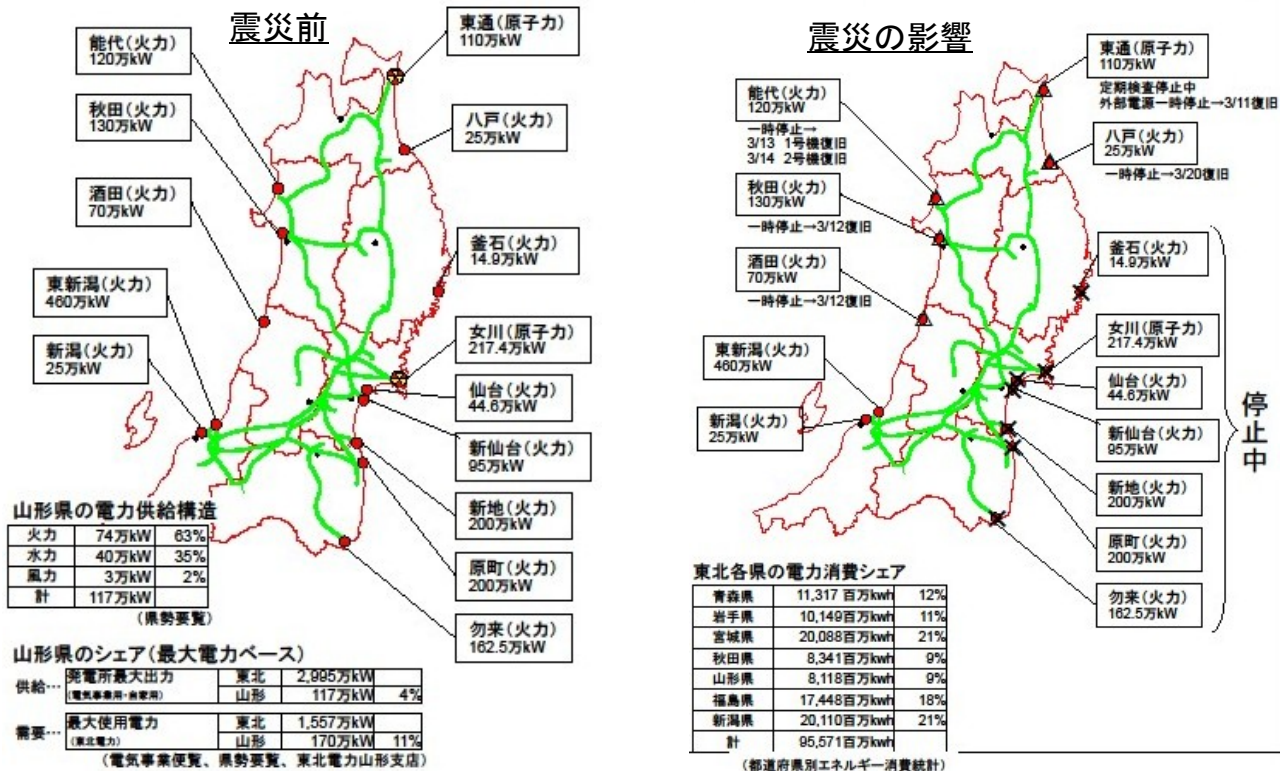 震災前
能代(火力)
120万kW
秋田(火力)
130万kW
酒田(火力)
70万kW
東新潟(火力)
460万kW
新潟(火力)
25万kW
東通(原子力)
110万kW
八戸(火力)
25万kW
釜石(火力)
14.9万kW
女川(原子力)
217.4万kW
仙台(火力)
44.6万kW
新仙台(火力)
95万kW
新地(火力)
200万kW
原町(火力)
200万kW
勿来(火力)
162.5万kW
山形県の電力供給構造
火力 74万kW 63%
水力 40万kW 35%
風力 3万kW 2%
計 117万kW
(県勢要覧)
山形県のシェア(最大電力ベース)
供給… 発電所最大出力 東北 2,995万kW
(電気事業用・自家用) 山形 117万kW 4%
需要… 最大使用電力 東北 1,557万kW
(東北電力) 山形 170万kW 11%
(電気事業便覧、県勢要覧、東北電力山形支店)
震災の影響
能代(火力)
120万kW
一時停止→
3/13 1号機復旧
3/14 2号機復旧
秋田(火力)
130万kW
一時停止→3/12復旧
酒田(火力)
70万kW
一時停止→3/12復旧
東新潟(火力)
460万kW
新潟(火力)
25万kW
東通(原子力)
110万kW
定期検査停止中
外部電源一時停止→3/11復旧
八戸(火力)
25万kW
一時停止→3/20復旧
釜石(火力)
14.9万kW
女川(原子力)
217.4万kW
仙台(火力)
44.6万kW
新仙台(火力)
95万kW
新地(火力)
200万kW
原町(火力)
200万kW
勿来(火力)
162.5万kW
停止中
東北各県の電力消費シェア
青森県 11,317 百万kwh 12%
岩手県 10,149百万kwh 11%
宮城県 20,088百万kwh 21%
秋田県 8,341百万kwh 9%
山形県 8,118百万kwh 9%
福島県 17,448百万kwh 18%
新潟県 20,110百万kwh 21%
計 95,571百万kwh
(都道府県別エネルギー消費統計)